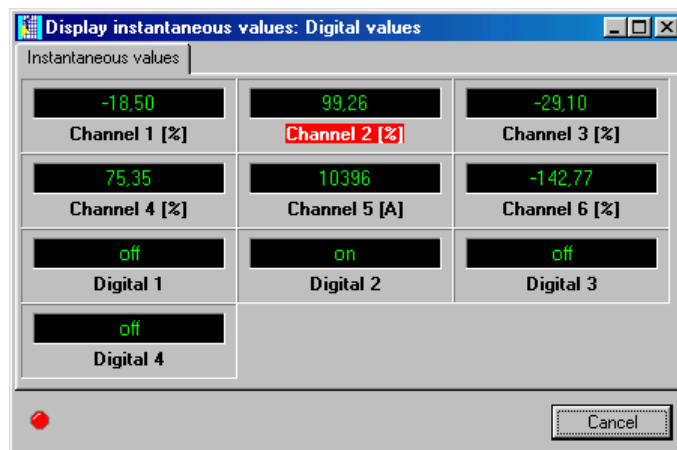 Display instantaneous values: Digital values
Instantaneous values
-18,50 99,26 -29,10
Channel 1 [%] Channel 2 [%] Channel 3 [%]
75,35 10396 -142,77
Channel 4 [%] Channel 5 [A] Channel 6 [%]
off on off
Digital 1 Digital 2 Digital 3
off
Digital 4
Cancel